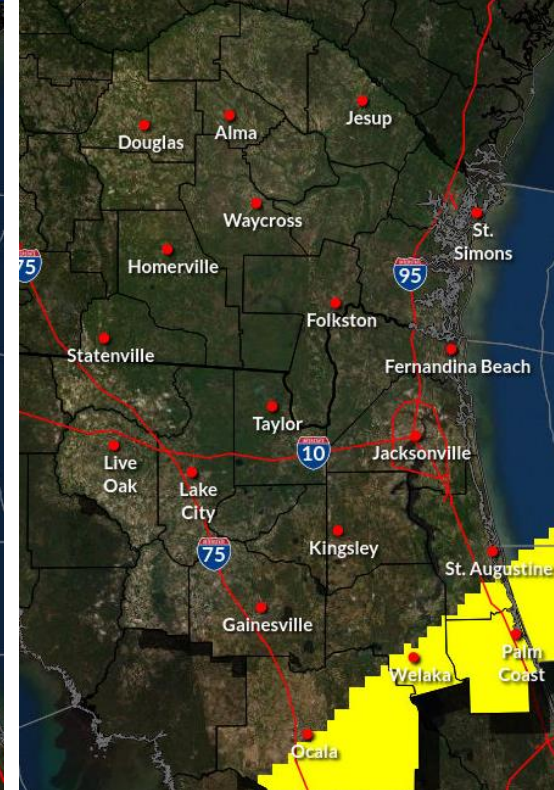 Jesup
Alma
Douglas
Waycross
St.
Simons
Homerville
75
95
Folkston
Statenville
Fernandina Beach
Taylor
Jacksonville
10
Live
Oak
Lake
City
75
Kingsley
St. Augustine
Gainesville
Palm
Coast
Welaka
Ocala